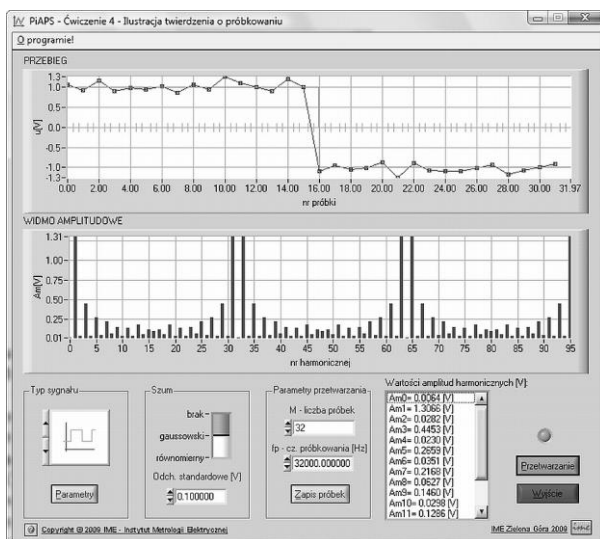 PiAPS - Ćwiczenie 4 - Ilustracja twierdzenia o próbkowaniu
O programie!
PRZEBIEG
u[V]
1.3
1.0
0.5
0.0
-0.5
-1.0
-1.3
0.00 2.00 4.00 6.00 8.00 10.00 12.00 14.00 16.00 18.00 20.00 22.00 24.00 26.00 28.00 30.00 31.97
nr próbki
WIDMO AMPLITUDOWE
Am[V]
1.31
1.00
0.75
0.50
0.25
0.01
0 5 10 15 20 25 30 35 40 45 50 55 60 65 70 75 80 85 90 95
nr harmonicznej
Typ sygnału
Parametry
Szum
brak
gaussowski
równomierny
Odch. standardowe [V]
0.100000
Parametry przetwarzania
M - liczba próbek
32
fp - cz. próbkowania [Hz]
32000.000000
Zapis próbek
Wartości amplitud harmonicznych [V]:
Am0= 0.0064 [V]
Am1= 1.3066 [V]
Am2= 0.0282 [V]
Am3= 0.4453 [V]
Am4= 0.0230 [V]
Am5= 0.2659 [V]
Am6= 0.0351 [V]
Am7= 0.2168 [V]
Am8= 0.0627 [V]
Am9= 0.1460 [V]
Am10= 0.0298 [V]
Am11= 0.1286 [V]
Przetwarzanie
Wyjście
Copyright @ 2009 IME - Instytut Metrologii Elektrycznej
IME Zielona Góra 2009